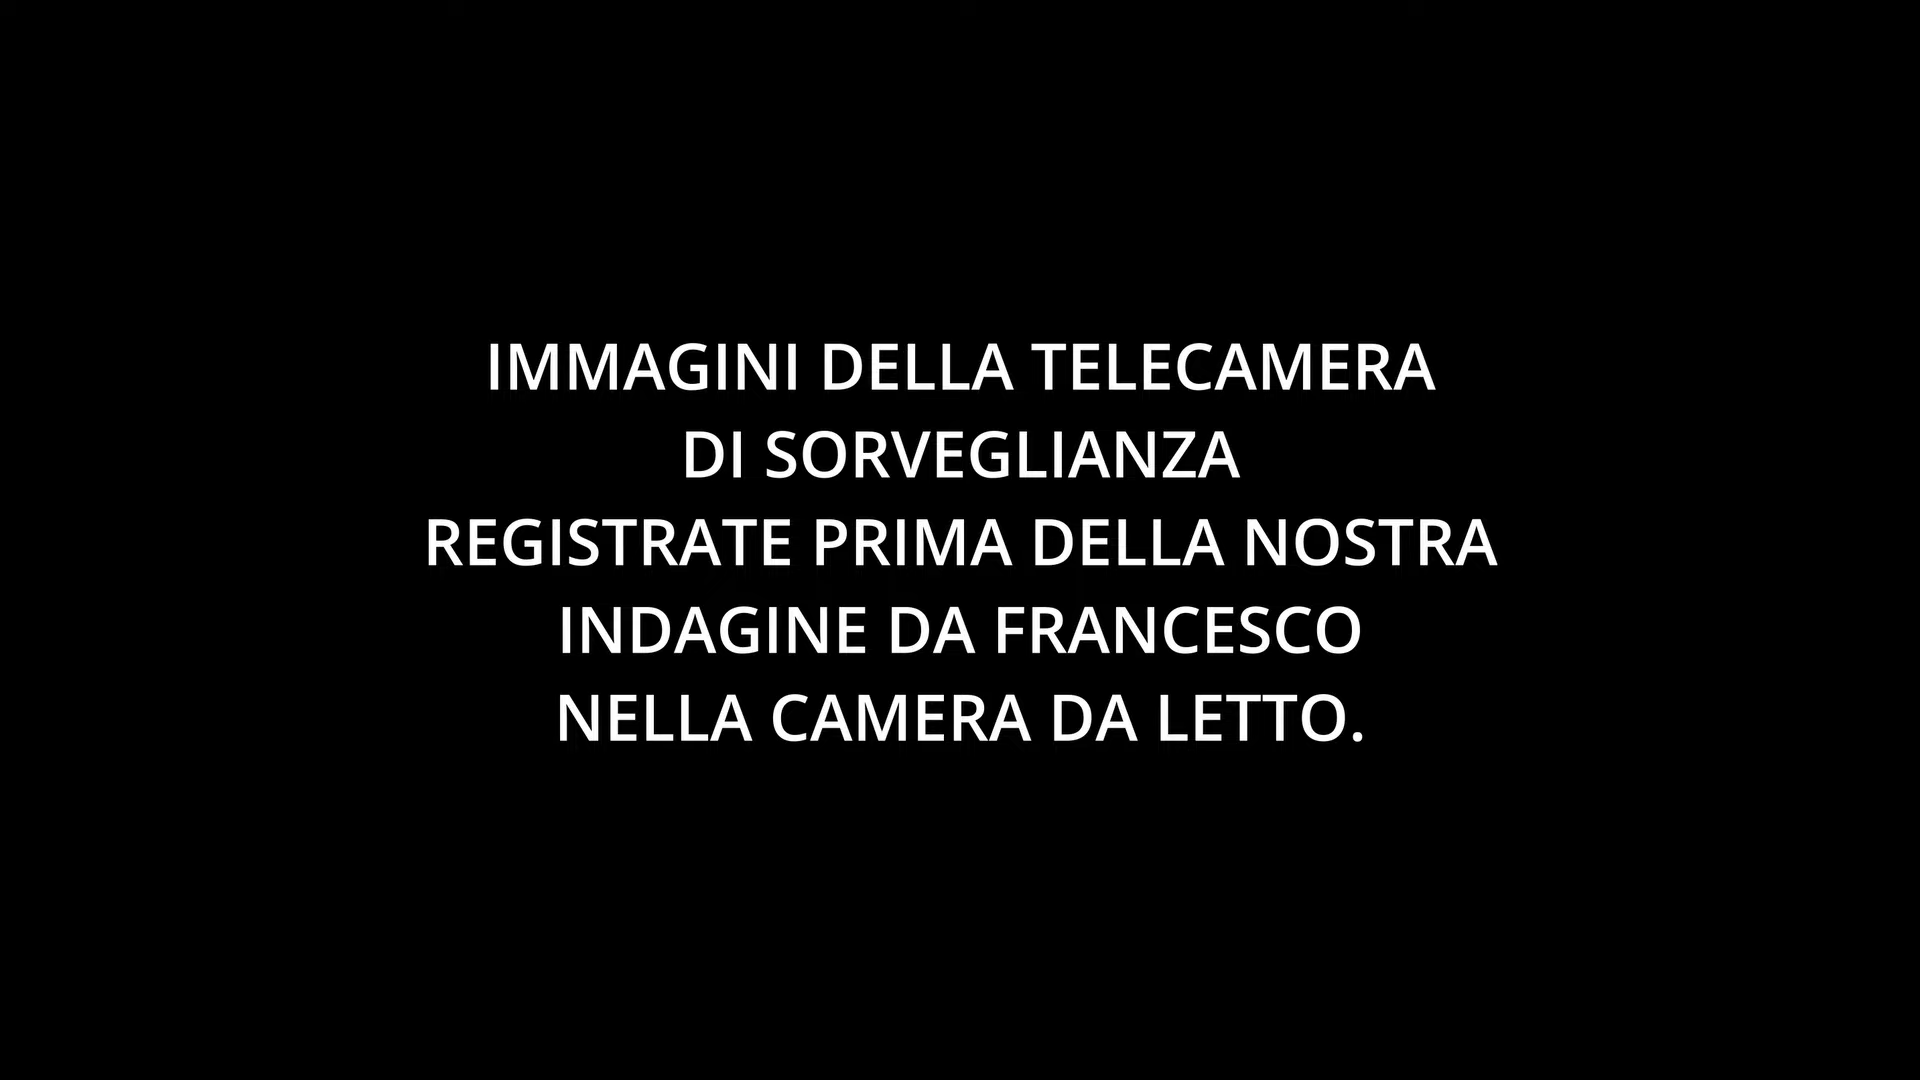 IMMAGINI DELLA TELECAMERA
DI SORVEGLIANZA
REGISTRATE PRIMA DELLA NOSTRA
INDAGINE DA FRANCESCO
NELLA CAMERA DA LETTO.